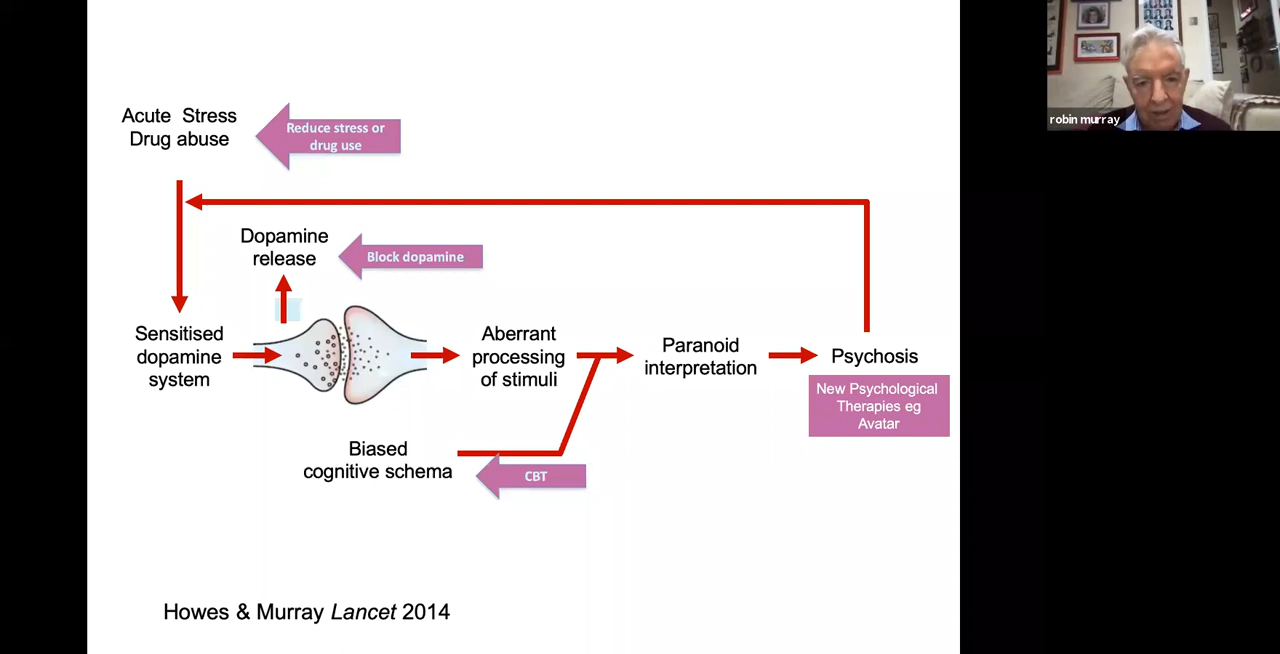 Acute Stress
Drug abuse
Reduce stress or
drug use
Dopamine
release
Block dopamine
Sensitised
dopamine
system
Aberrant
processing
of stimuli
Paranoid
interpretation
Psychosis
New Psychological
Therapies eg
Avatar
Biased
cognitive schema
CBT
Howes & Murray Lancet 2014
robin murray